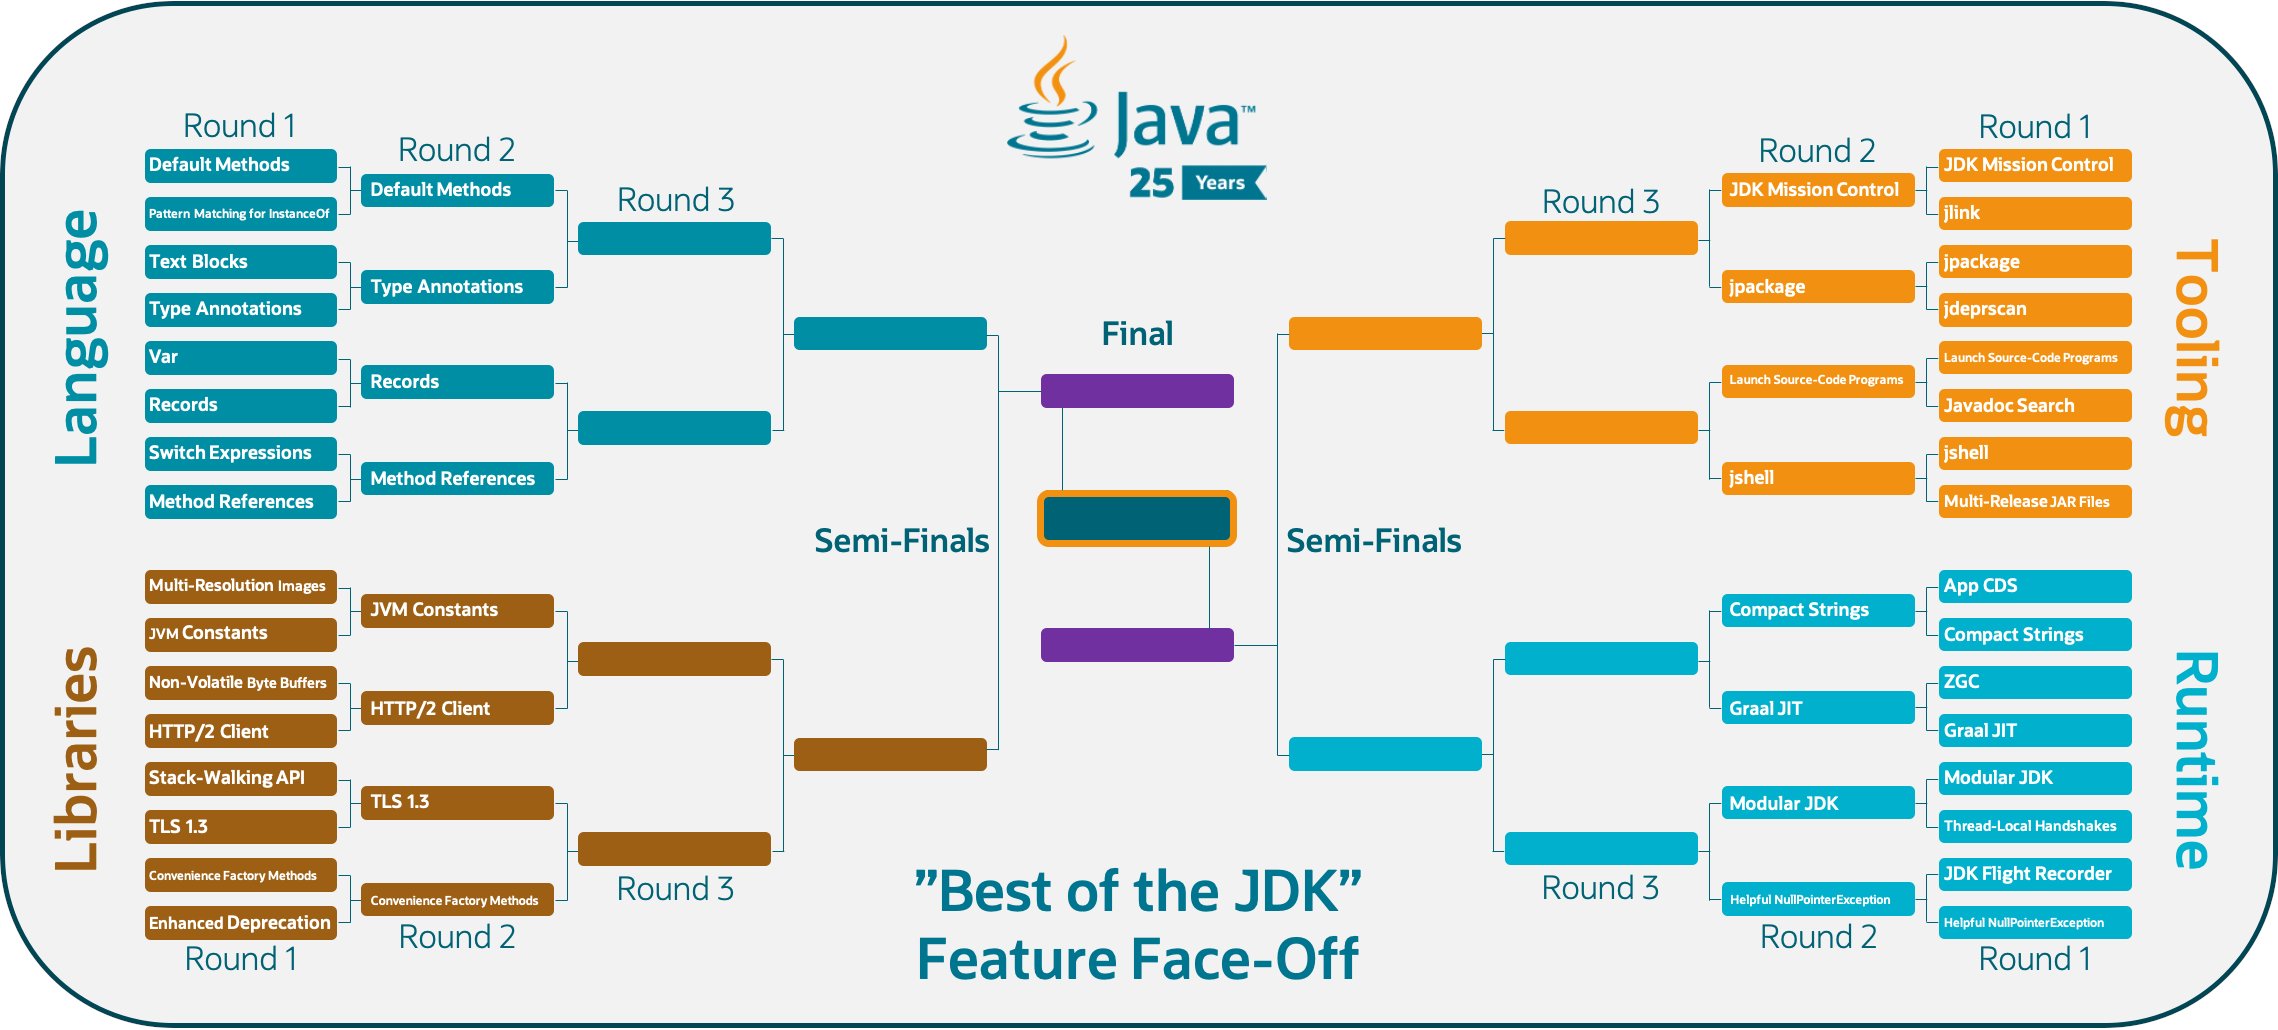 Java™
25 Years
Language
Round 1
Default Methods
Pattern Matching for InstanceOf
Text Blocks
Type Annotations
Var
Records
Switch Expressions
Method References
Round 2
Default Methods
Type Annotations
Records
Method References
Round 3
Libraries
Multi-Resolution Images
JVM Constants
Non-Volatile Byte Buffers
HTTP/2 Client
Stack-Walking API
TLS 1.3
Convenience Factory Methods
Enhanced Deprecation
Round 1
JVM Constants
HTTP/2 Client
TLS 1.3
Convenience Factory Methods
Round 2
Round 3
Semi-Finals
Final
Semi-Finals
Round 3
Round 2
JDK Mission Control
jpackage
Launch Source-Code Programs
jshell
Round 1
JDK Mission Control
jlink
jpackage
jdeprscan
Launch Source-Code Programs
Javadoc Search
jshell
Multi-Release JAR Files
Tooling
Round 3
Compact Strings
Graal JIT
Modular JDK
Helpful NullPointerException
Round 2
App CDS
Compact Strings
ZGC
Graal JIT
Modular JDK
Thread-Local Handshakes
JDK Flight Recorder
Helpful NullPointerException
Round 1
Runtime
”Best of the JDK”
Feature Face-Off